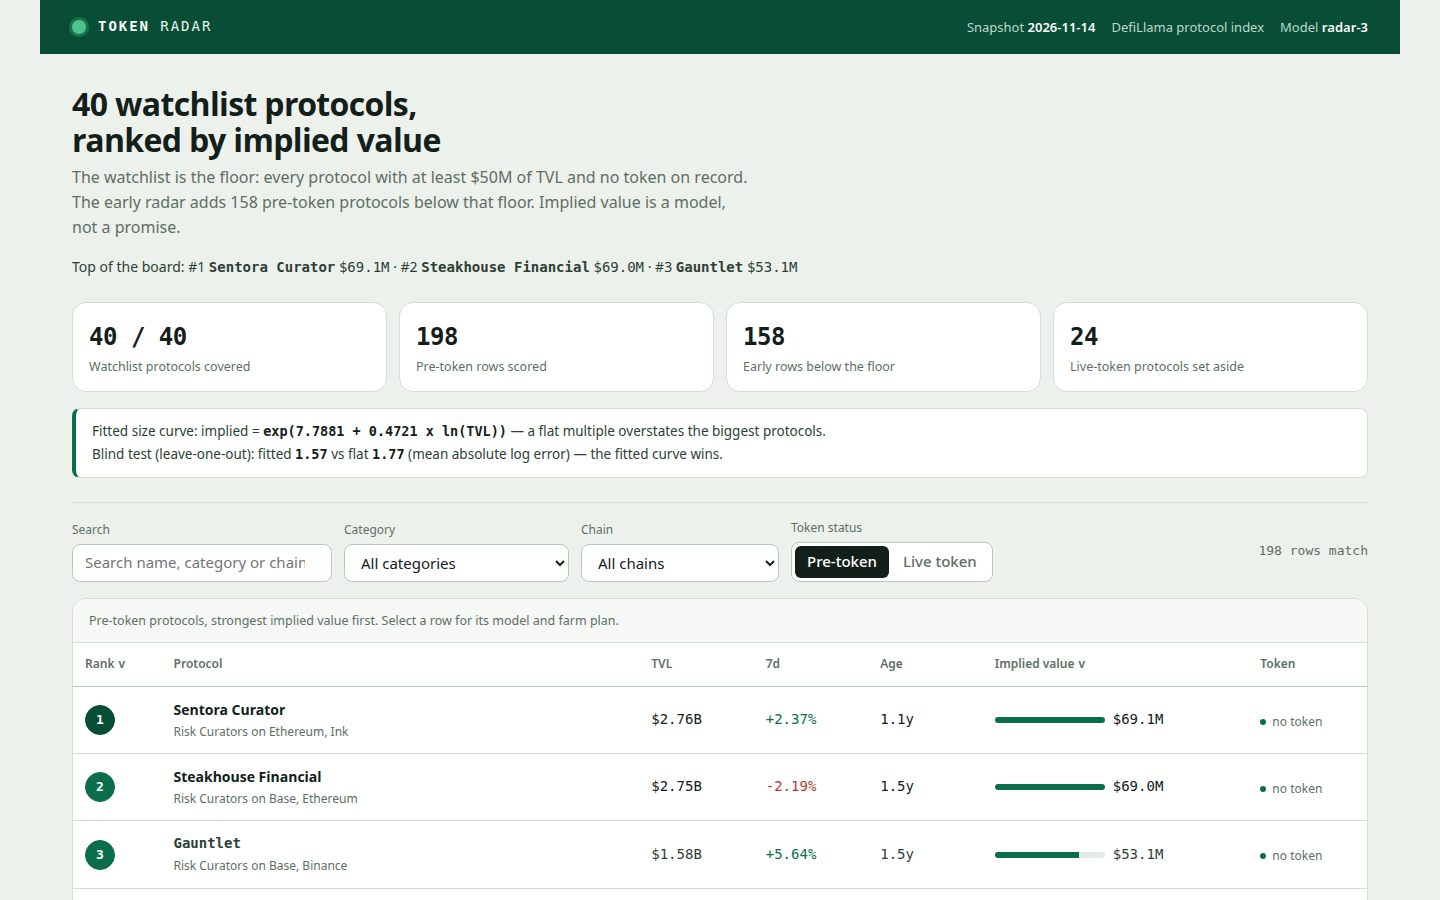 TOKEN RADAR
Snapshot 2026-11-14 DefiLlama protocol index Model radar-3
40 watchlist protocols,
ranked by implied value
The watchlist is the floor: every protocol with at least $50M of TVL and no token on record.
The early radar adds 158 pre-token protocols below that floor. Implied value is a model,
not a promise.
Top of the board: #1 Sentora Curator $69.1M · #2 Steakhouse Financial $69.0M · #3 Gauntlet $53.1M
40 / 40
Watchlist protocols covered
198
Pre-token rows scored
158
Early rows below the floor
24
Live-token protocols set aside
Fitted size curve: implied = exp(7.7881 + 0.4721 x ln(TVL)) — a flat multiple overstates the biggest protocols.
Blind test (leave-one-out): fitted 1.57 vs flat 1.77 (mean absolute log error) — the fitted curve wins.
Search
Search name, category or chain
Category
All categories
Chain
All chains
Token status
Pre-token Live token
198 rows match
Pre-token protocols, strongest implied value first. Select a row for its model and farm plan.
Rank v Protocol TVL 7d Age Implied value v Token
1 Sentora Curator $2.76B +2.37% 1.1y $69.1M no token
Risk Curators on Ethereum, Ink
2 Steakhouse Financial $2.75B -2.19% 1.5y $69.0M no token
Risk Curators on Base, Ethereum
3 Gauntlet $1.58B +5.64% 1.5y $53.1M no token
Risk Curators on Base, Binance